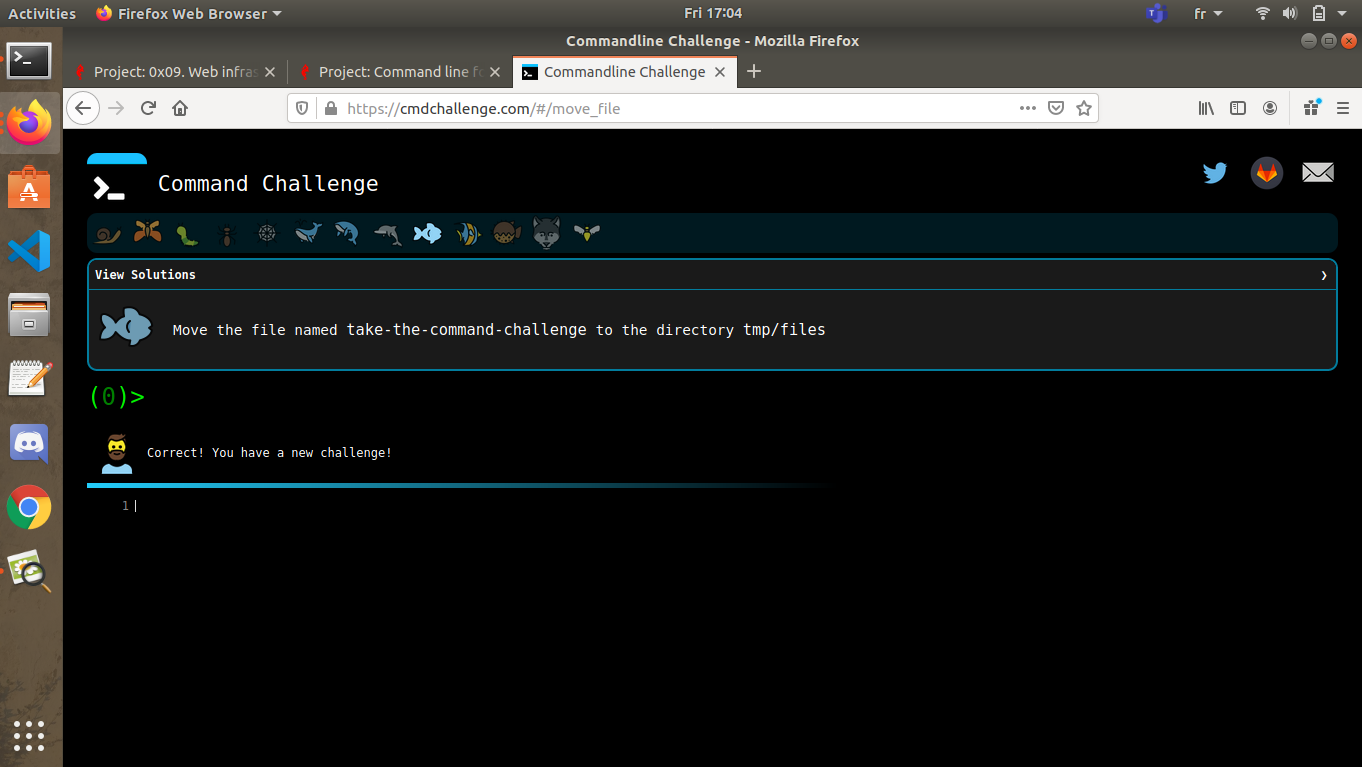 Activities Firefox Web Browser Fri 17:04 fr
Commandline Challenge - Mozilla Firefox
Project: 0x09. Web infras Project: Command line fo Commandline Challenge
https://cmdchallenge.com/#/move_file
>_ Command Challenge
View Solutions
Move the file named take-the-command-challenge to the directory tmp/files
(0)>
Correct! You have a new challenge!
1